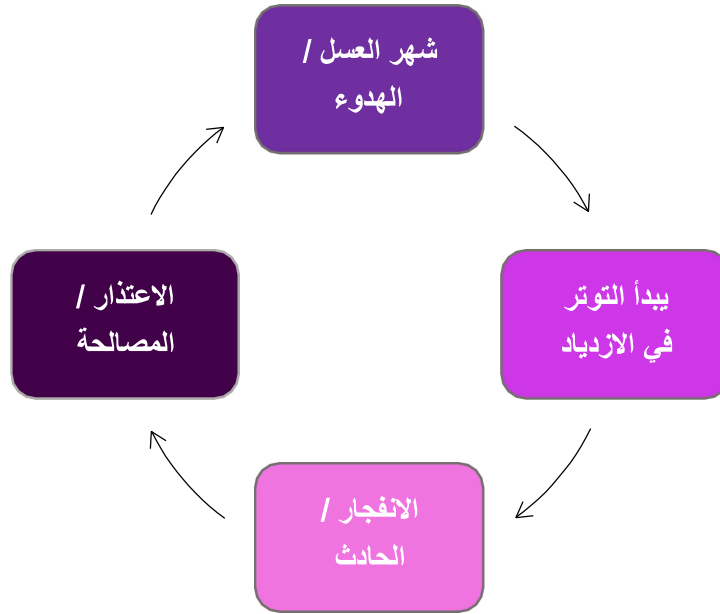 شهر العسل /
الهدوء
يبدأ التوتر
في الازدياد
الانفجار /
الحادث
الاعتذار /
المصالحة